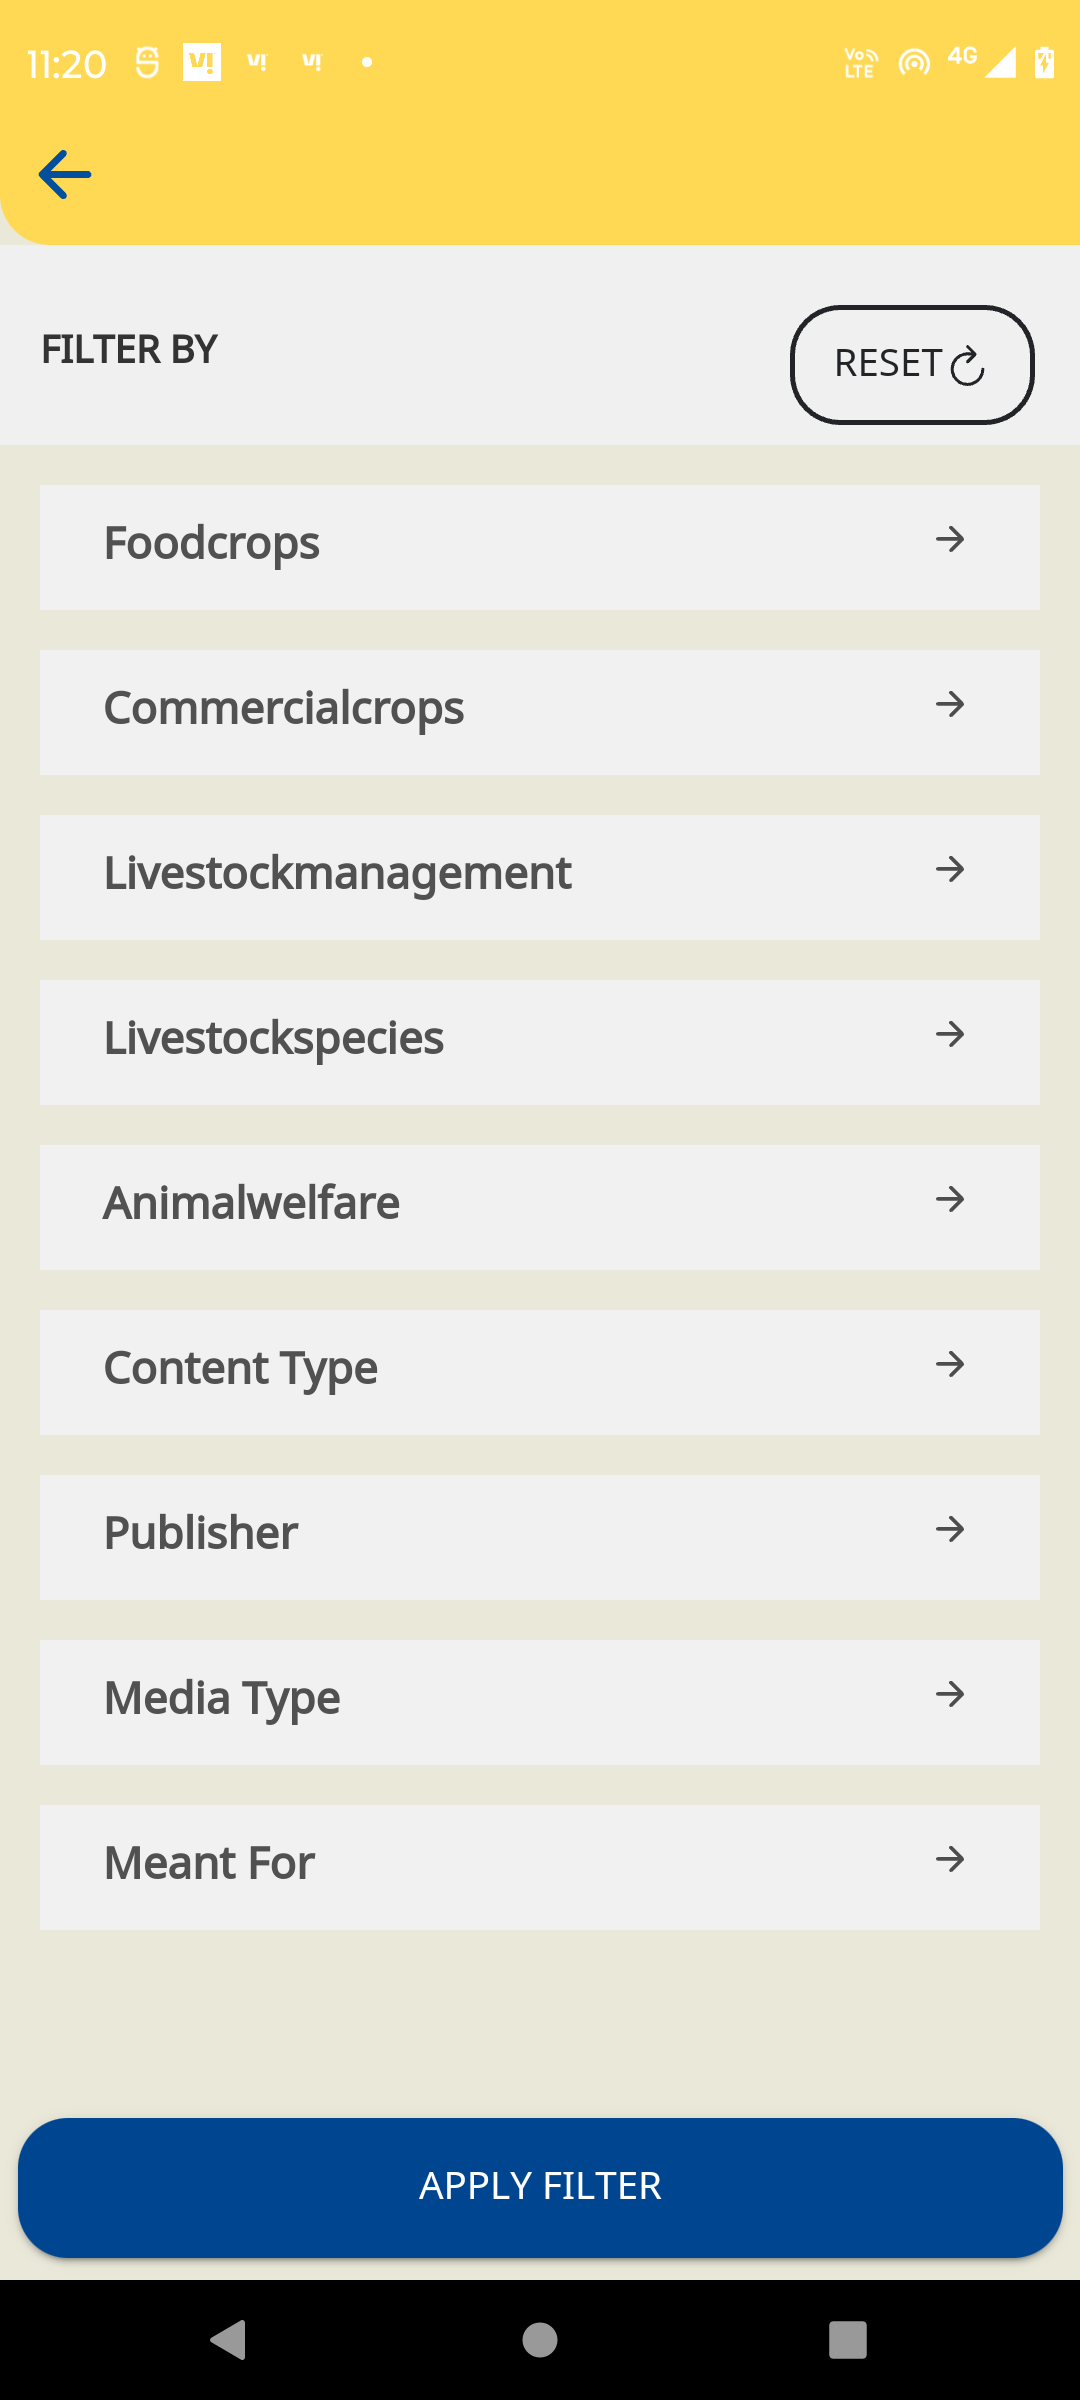 11:20 Vi! Vi! Vi! Vo LTE 4G
FILTER BY
RESET
Foodcrops
Commercialcrops
Livestockmanagement
Livestockspecies
Animalwelfare
Content Type
Publisher
Media Type
Meant For
APPLY FILTER